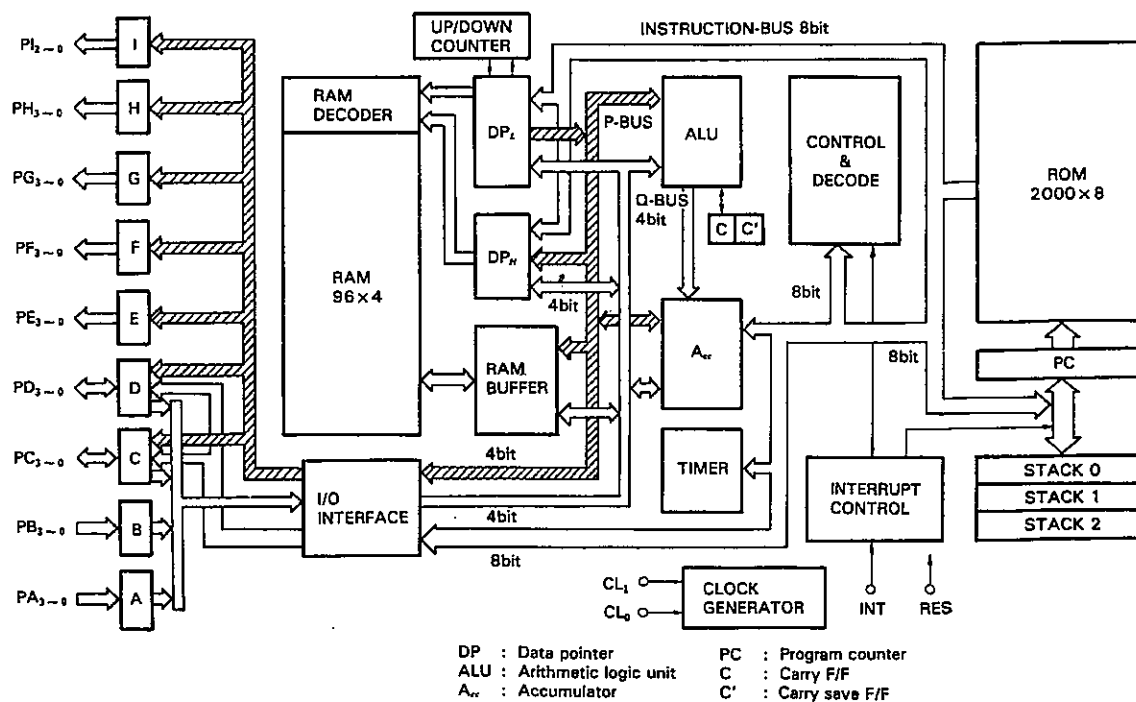 PI₂~₀
I
PH₃~₀
H
PG₃~₀
G
PF₃~₀
F
PE₃~₀
E
PD₃~₀
D
PC₃~₀
C
PB₃~₀
B
PA₃~₀
A
UP/DOWN
COUNTER
INSTRUCTION-BUS 8bit
RAM
DECODER
RAM
96×4
DP_L
DP_H
4bit
RAM
BUFFER
4bit
I/O
INTERFACE
4bit
8bit
P-BUS
ALU
Q-BUS
4bit
C
C'
Acc
TIMER
CONTROL
&
DECODE
8bit
8bit
ROM
2000×8
PC
STACK 0
STACK 1
STACK 2
INTERRUPT
CONTROL
INT
RES
CL₁
CL₀
CLOCK
GENERATOR
DP : Data pointer
ALU : Arithmetic logic unit
Acc : Accumulator
PC : Program counter
C : Carry F/F
C' : Carry save F/F